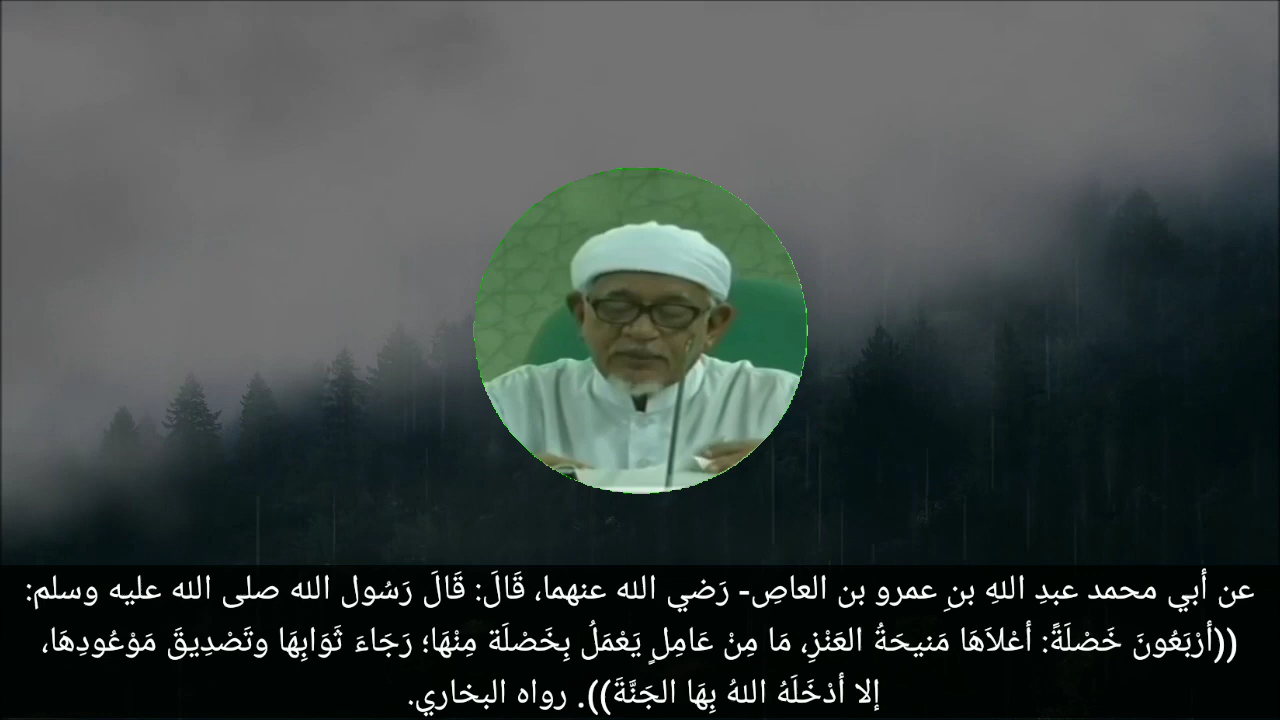 عن أبي محمد عبدِ اللهِ بنِ عمرو بن العاصِ- رَضي الله عنهما، قَالَ: قَالَ رَسُول الله صلى الله عليه وسلم:
((أرْبَعُونَ خَصْلَةً: أعْلاَهَا مَنيحَةُ العَنْزِ، مَا مِنْ عَامِلٍ يَعْمَلُ بِخَصْلَة مِنْهَا؛ رَجَاءَ ثَوَابِهَا وتَصْدِيقَ مَوْعُودِهَا،
إلا أدْخَلَهُ اللهُ بِهَا الجَنَّةَ)). رواه البخاري.